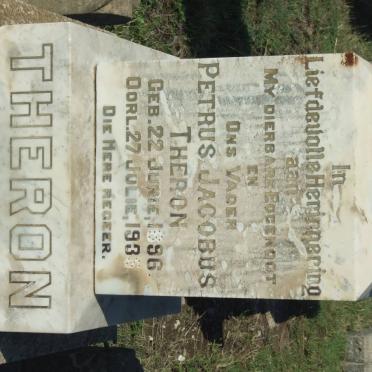 In
Liefdevolle Herinnering
aan
My Dierbare Eggenoot
en
Ons Vader
Petrus Jacobus
Theron
Geb. 22 Junie, 1896
Oorl. 27 Julie, 193
Die Here Regeer.
THERON